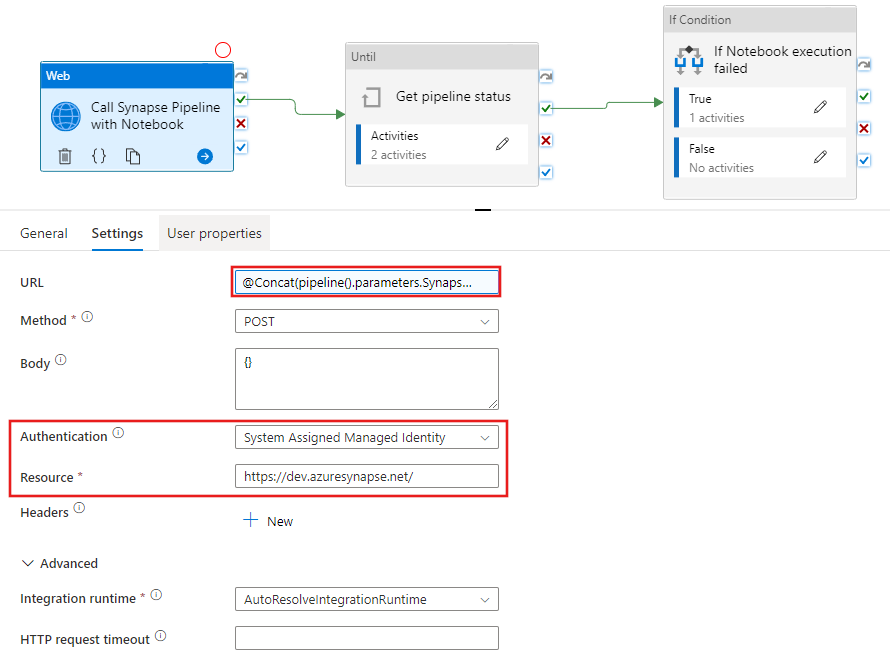 Web
Call Synapse Pipeline
with Notebook
{}
Until
Get pipeline status
Activities
2 activities
If Condition
If Notebook execution
failed
True
1 activities
False
No activities
General
Settings
User properties
URL
@Concat(pipeline().parameters.Synaps...
Method *
POST
Body
{}
Authentication
System Assigned Managed Identity
Resource *
https://dev.azuresynapse.net/
Headers
New
Advanced
Integration runtime *
AutoResolveIntegrationRuntime
HTTP request timeout